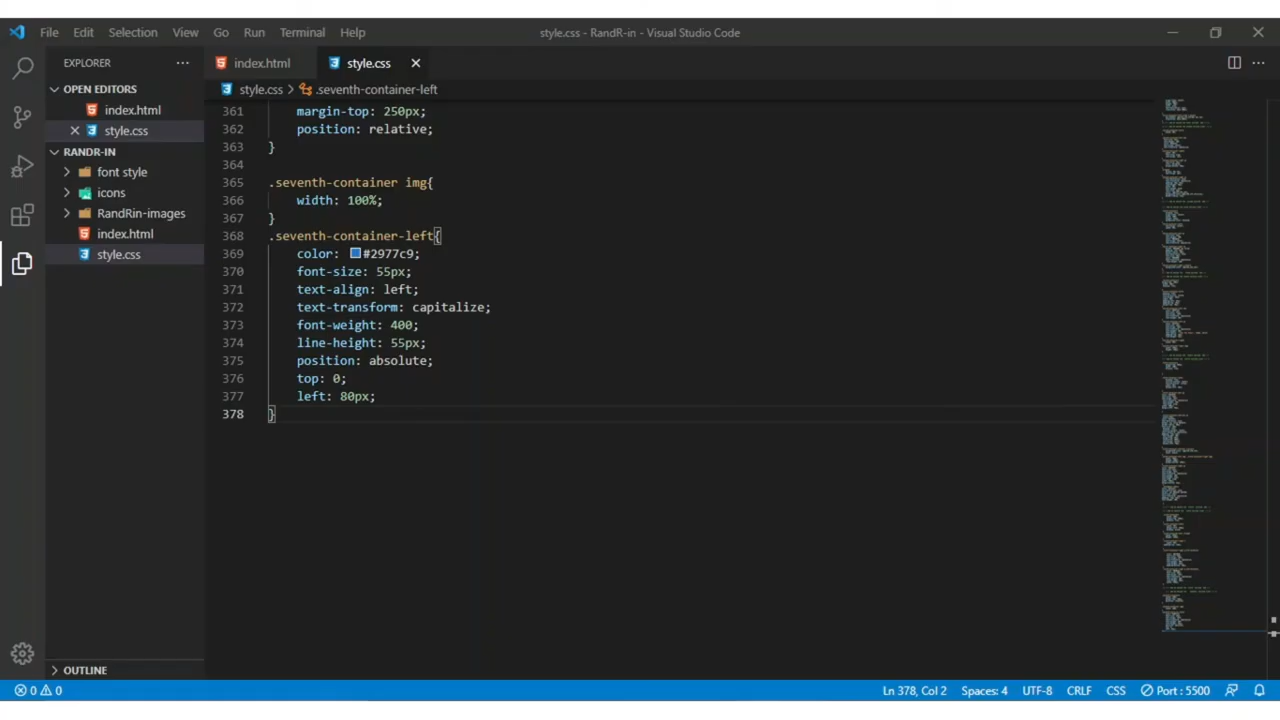 File Edit Selection View Go Run Terminal Help
style.css - RandR-in - Visual Studio Code
EXPLORER
OPEN EDITORS
index.html
style.css
RANDR-IN
font style
icons
RandRin-images
index.html
style.css
OUTLINE
index.html style.css
style.css > .seventh-container-left
361 margin-top: 250px;
362 position: relative;
363 }
364
365 .seventh-container img{
366 width: 100%;
367 }
368 .seventh-container-left{
369 color: #2977c9;
370 font-size: 55px;
371 text-align: left;
372 text-transform: capitalize;
373 font-weight: 400;
374 line-height: 55px;
375 position: absolute;
376 top: 0;
377 left: 80px;
378 }
0 0 Ln 378, Col 2 Spaces: 4 UTF-8 CRLF CSS Port : 5500